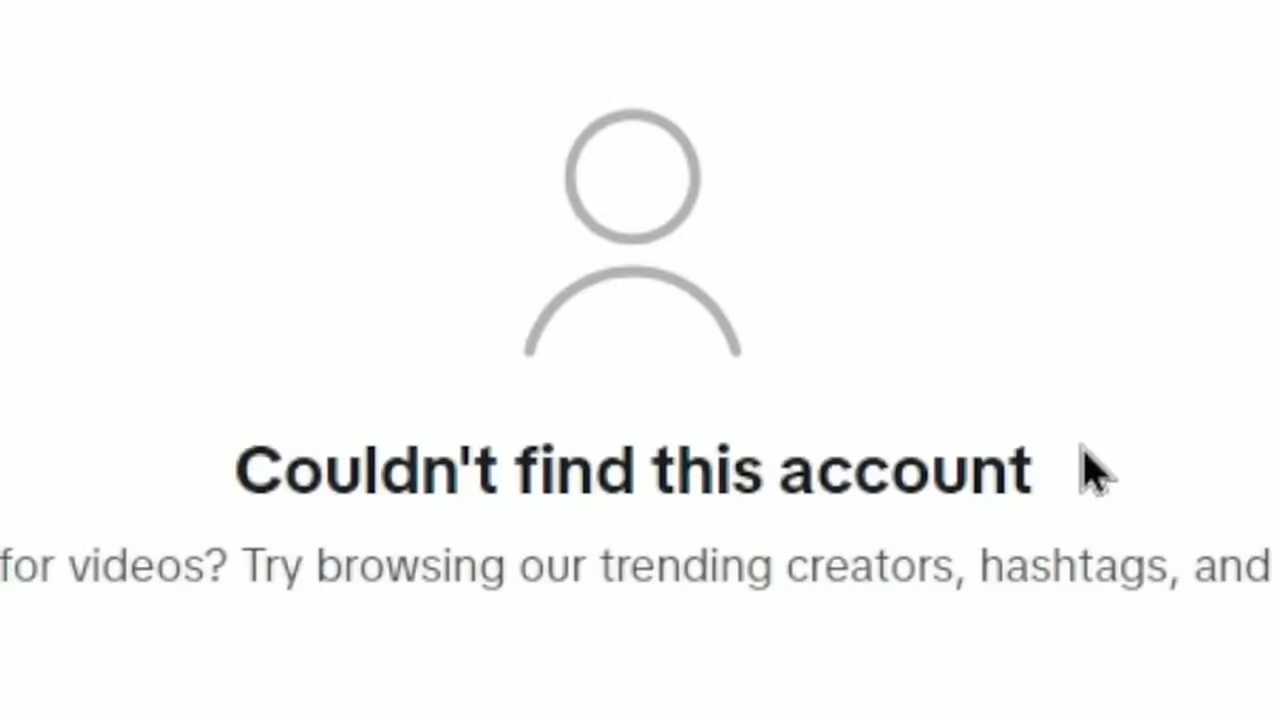 Couldn't find this account
for videos? Try browsing our trending creators, hashtags, and